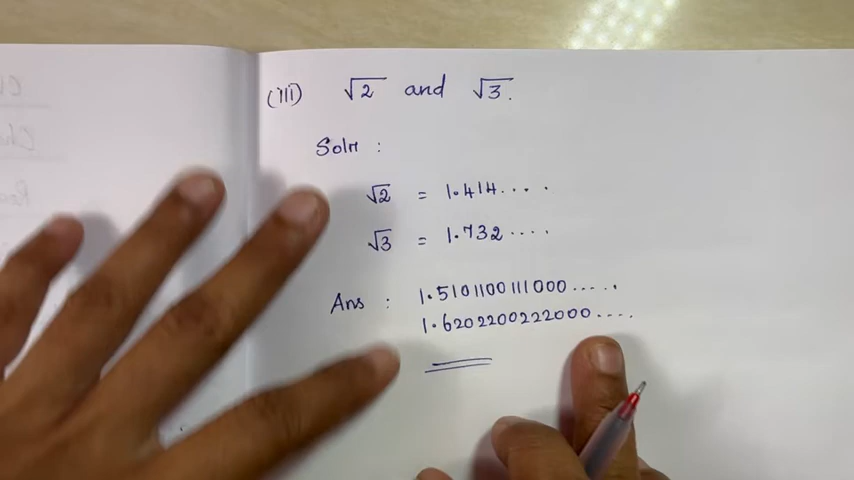 (iii) √2 and √3.
Soln :
√2 = 1.414....
√3 = 1.732....
Ans : 1.5101100111000.....
1.6202200222000....